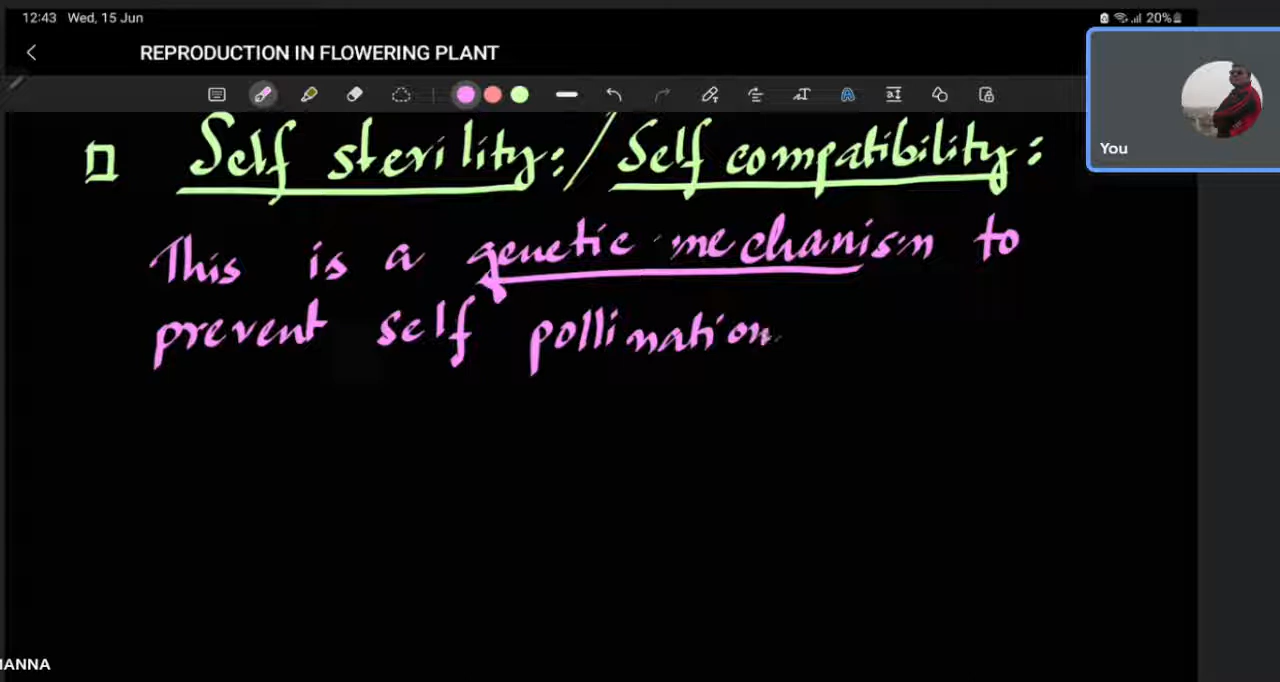 12:43 Wed, 15 Jun
20%
REPRODUCTION IN FLOWERING PLANT
You
Self sterility:/Self compatibility:
This is a genetic mechanism to
prevent self pollination
IANNA